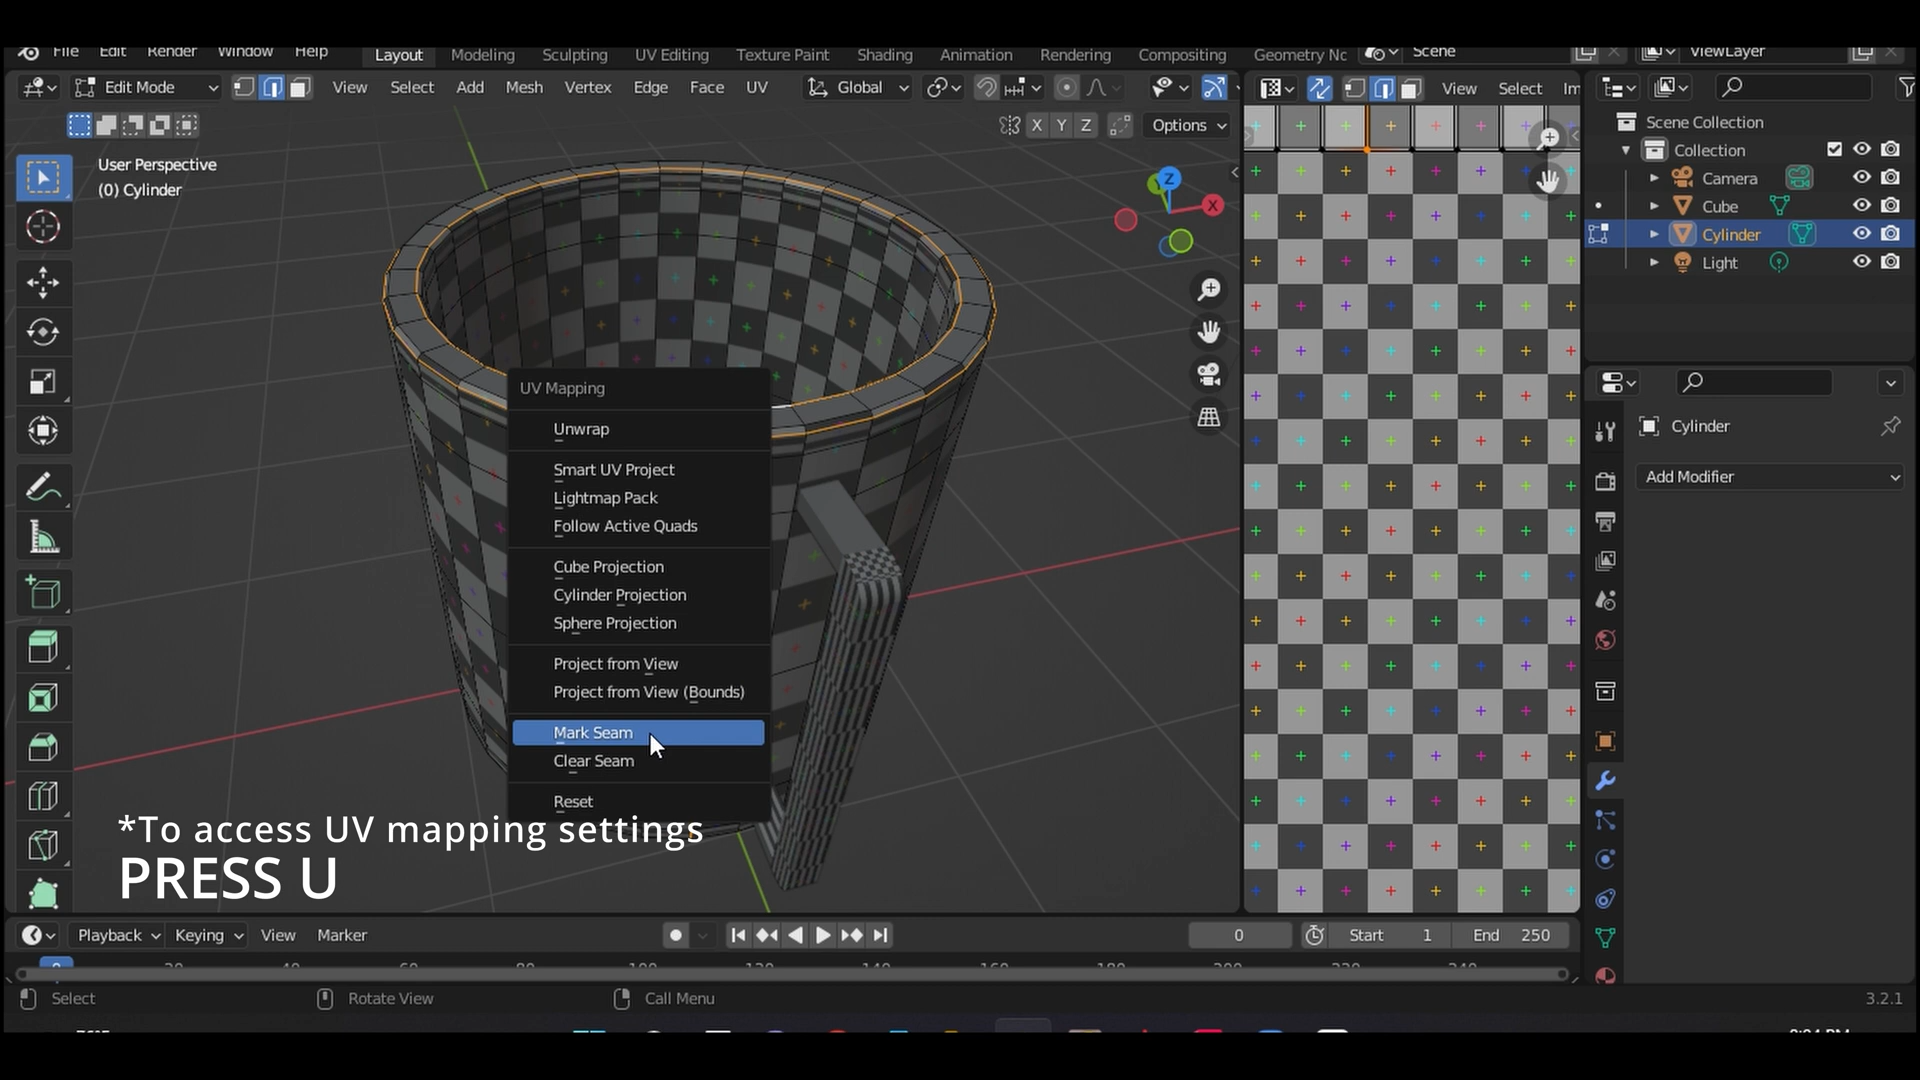 File Edit Render Window Help Layout Modeling Sculpting UV Editing Texture Paint Shading Animation Rendering Compositing Geometry Nc Scene ViewLayer
Edit Mode View Select Add Mesh Vertex Edge Face UV Global View Select Im
X Y Z Options
User Perspective
(0) Cylinder
Z
X
Scene Collection
Collection
Camera
Cube
Cylinder
Light
UV Mapping
Unwrap
Smart UV Project
Lightmap Pack
Follow Active Quads
Cube Projection
Cylinder Projection
Sphere Projection
Project from View
Project from View (Bounds)
Mark Seam
Clear Seam
Reset
Cylinder
Add Modifier
*To access UV mapping settings
PRESS U
Playback Keying View Marker 0 Start 1 End 250
Select Rotate View Call Menu 3.2.1